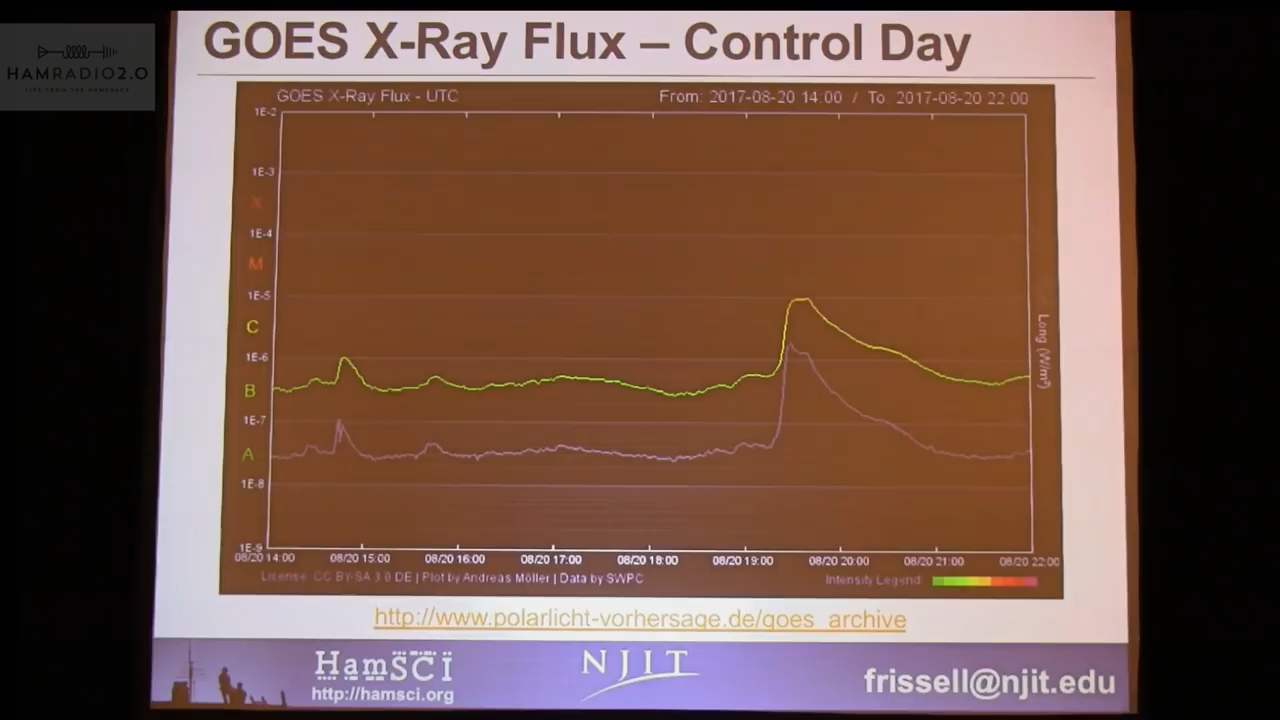 GOES X-Ray Flux – Control Day
HAMRADIO2.0
LIVE FROM THE HAMSHACK
GOES X-Ray Flux - UTC
From: 2017-08-20 14:00 / To: 2017-08-20 22:00
1E-2
1E-3
X
1E-4
M
1E-5
C
1E-6
B
1E-7
A
1E-8
1E-9
Long (W/m²)
08/20 14:00 08/20 15:00 08/20 16:00 08/20 17:00 08/20 18:00 08/20 19:00 08/20 20:00 08/20 21:00 08/20 22:00
License: CC BY-SA 3.0 DE | Plot by Andreas Möller | Data by SWPC
Intensity Legend:
http://www.polarlicht-vorhersage.de/goes_archive
HamSCI
http://hamsci.org
NJIT
frissell@njit.edu